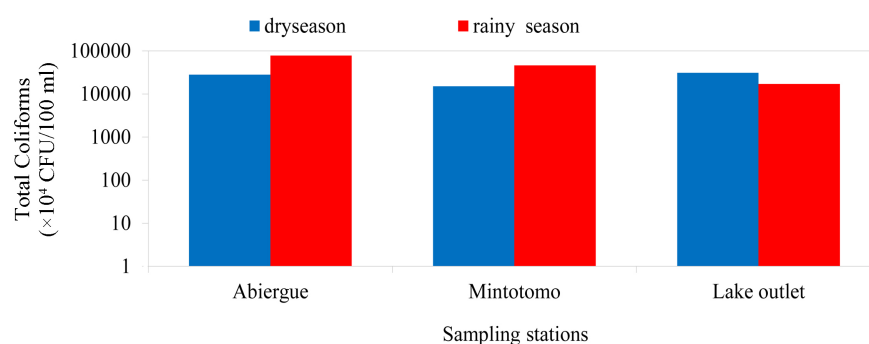 dryseason
rainy season
Total Coliforms
(×10⁴ CFU/100 ml)
100000
10000
1000
100
10
1
Abiergue
Mintotomo
Lake outlet
Sampling stations